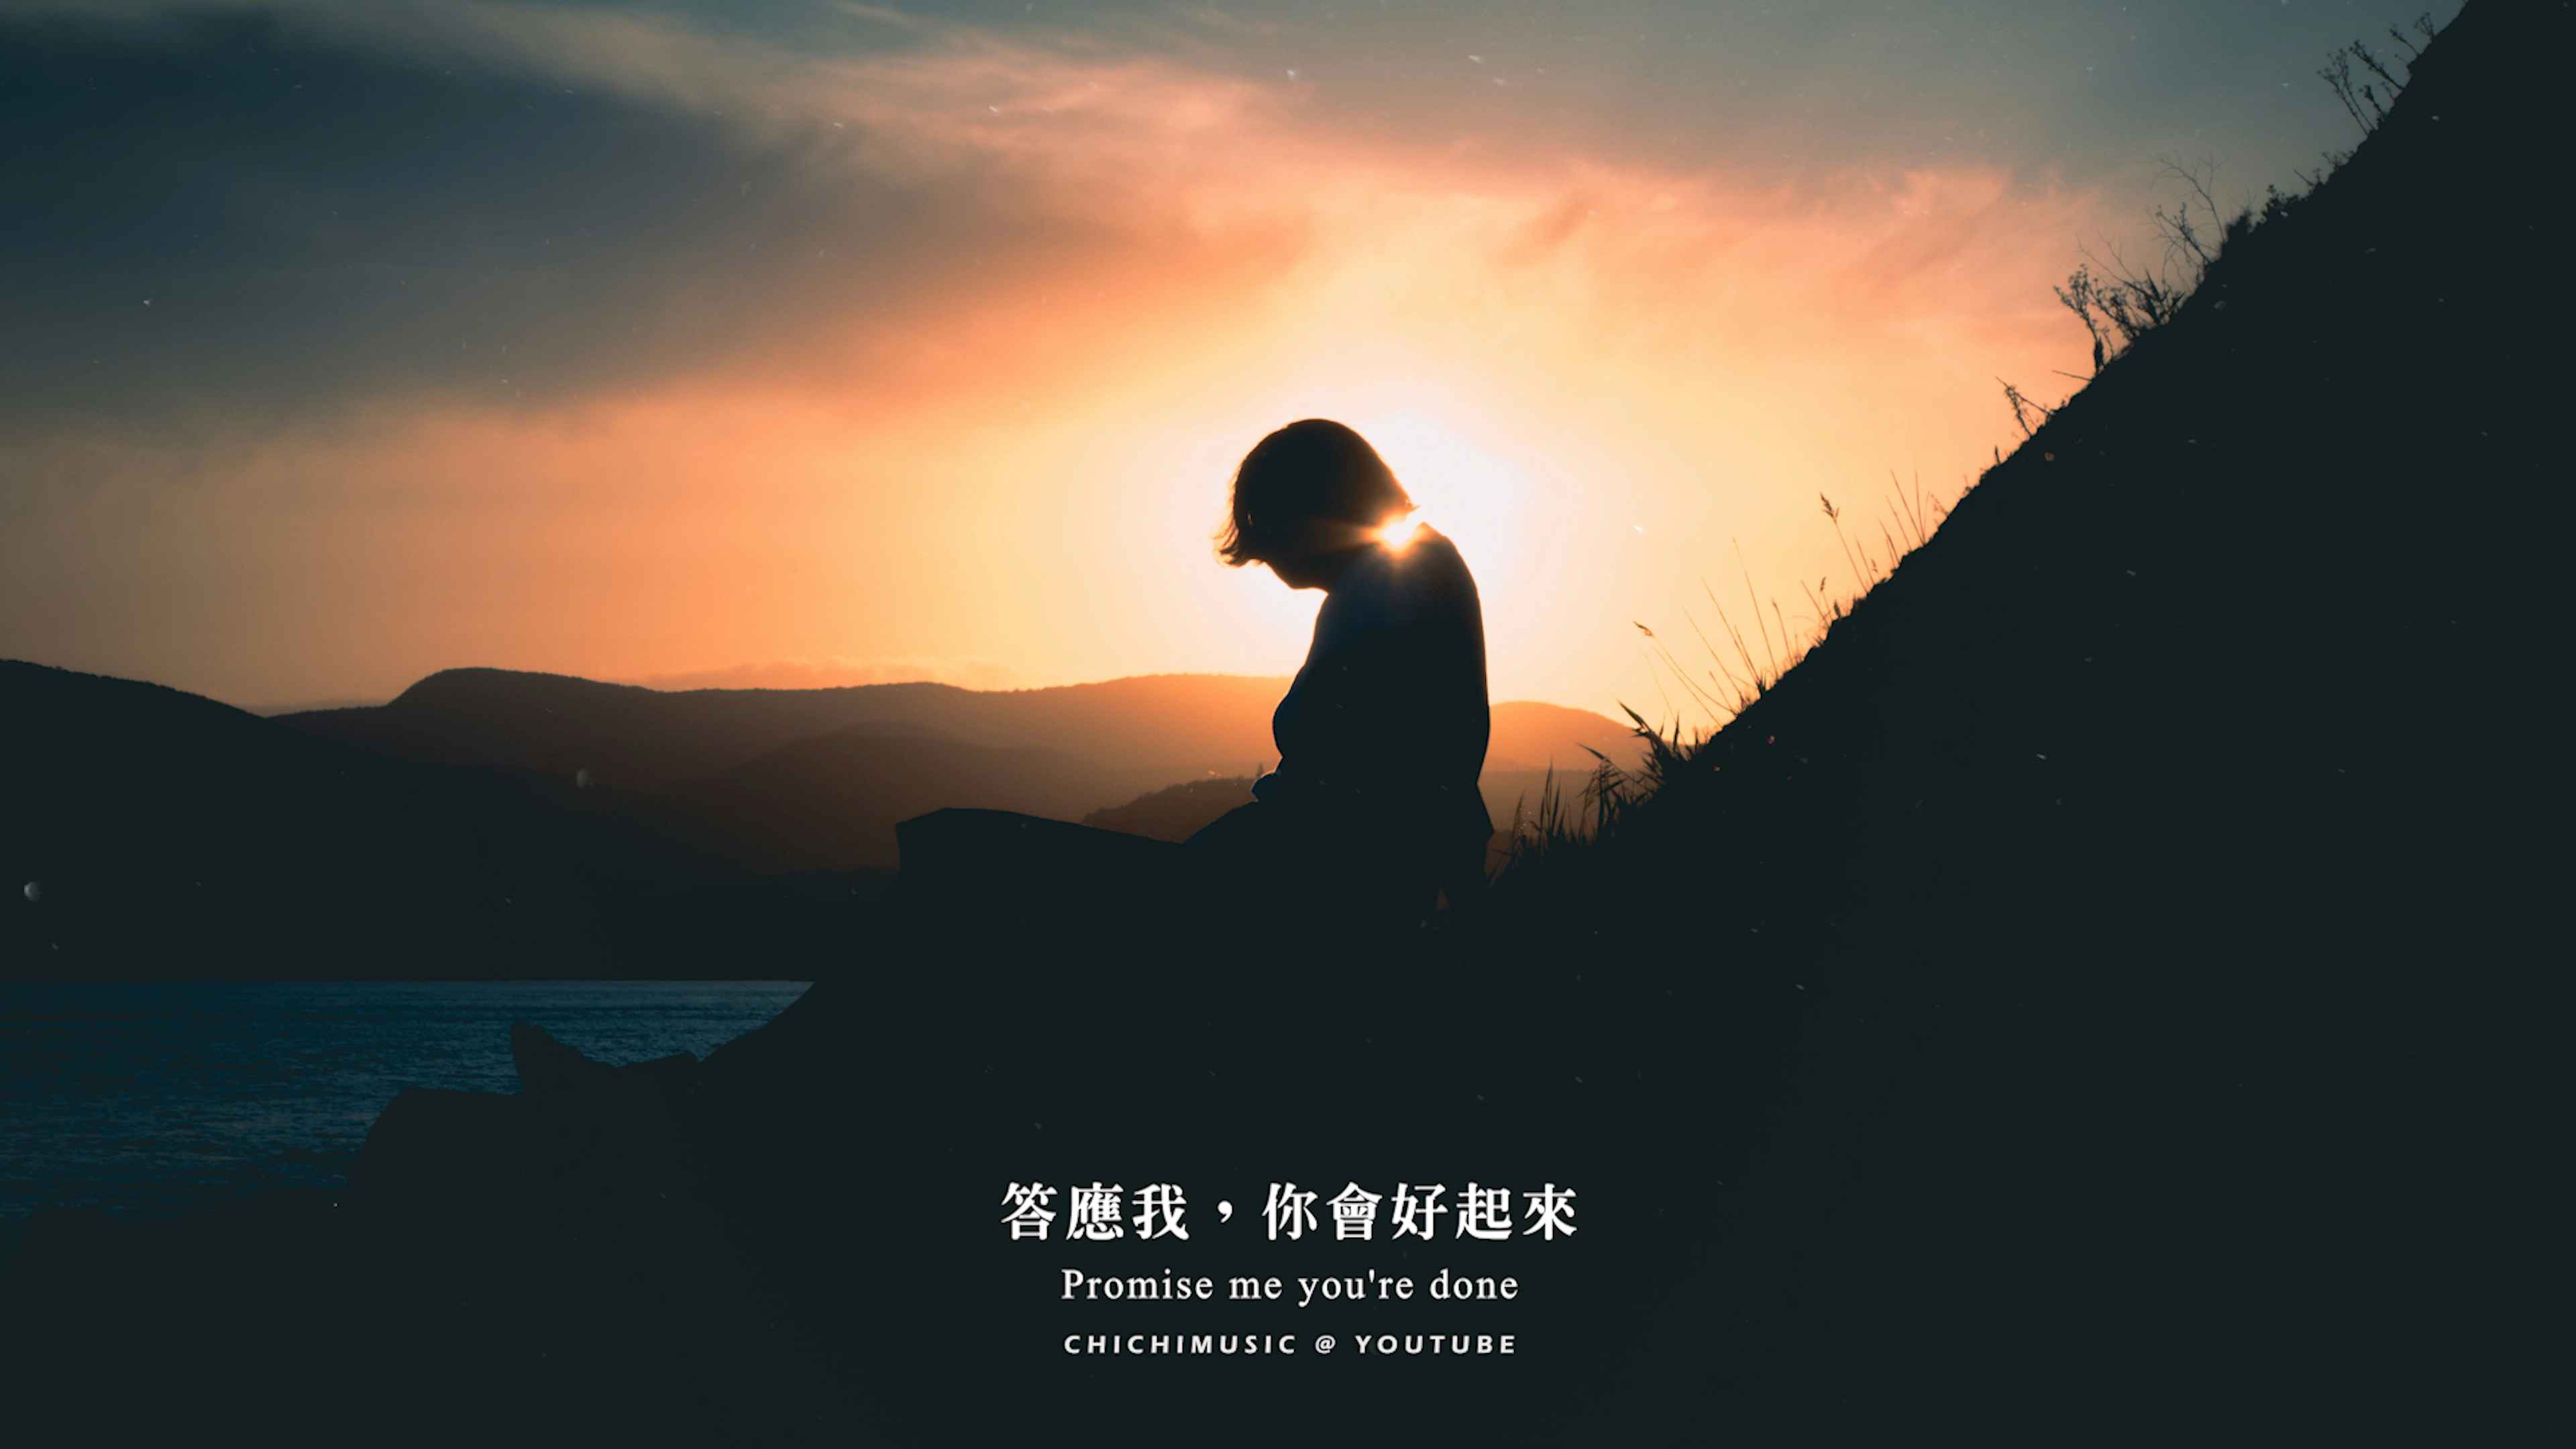 答應我，你會好起來
Promise me you're done
CHICHIMUSIC @ YOUTUBE